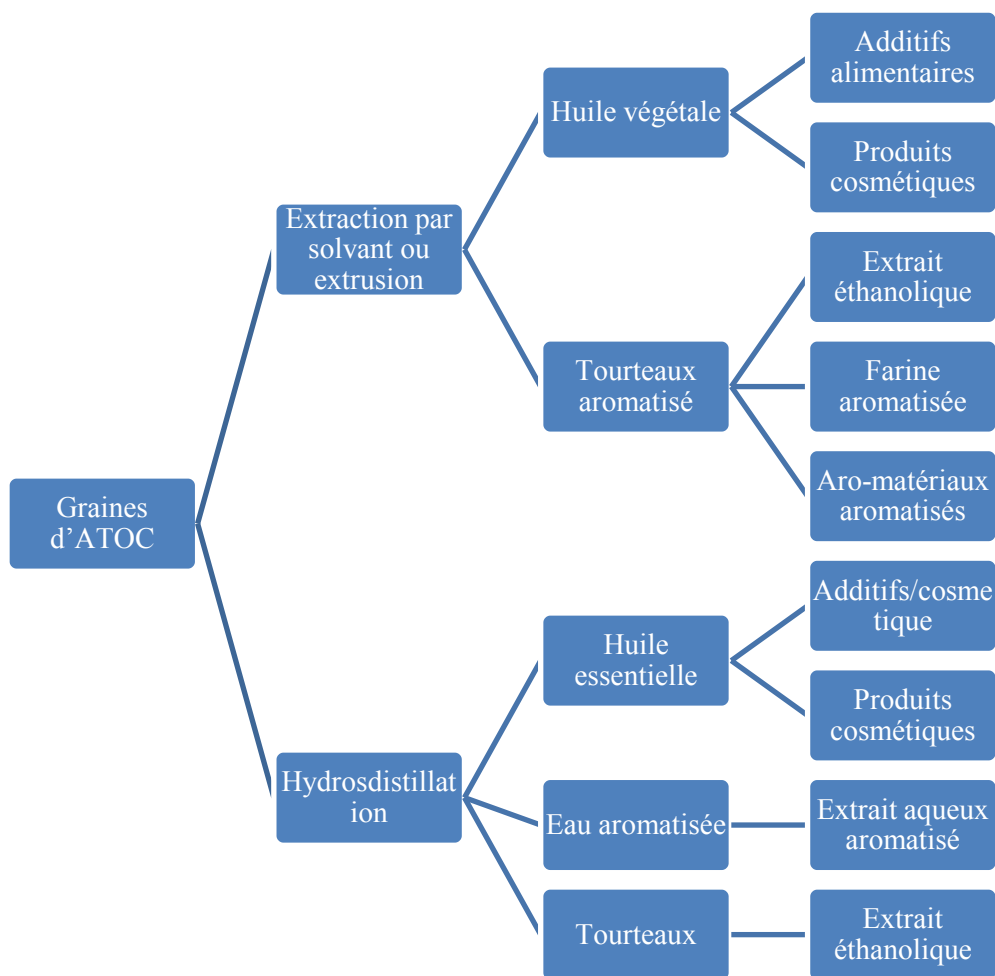 Additifs
alimentaires
Huile végétale
Produits
cosmétiques
Extraction par
solvant ou
extrusion
Extrait
éthanolique
Tourteaux
aromatisé
Farine
aromatisée
Aro-matériaux
aromatisés
Graines
d’ATOC
Additifs/cosme
tique
Huile
essentielle
Produits
cosmétiques
Hydrosdistillat
ion
Eau aromatisée
Extrait aqueux
aromatisé
Tourteaux
Extrait
éthanolique